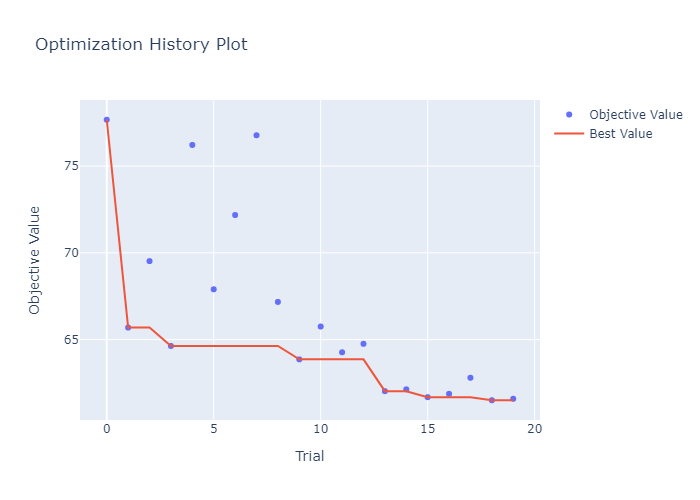 Optimization History Plot
Objective Value
Best Value
75
70
65
Objective Value
0
5
10
15
20
Trial